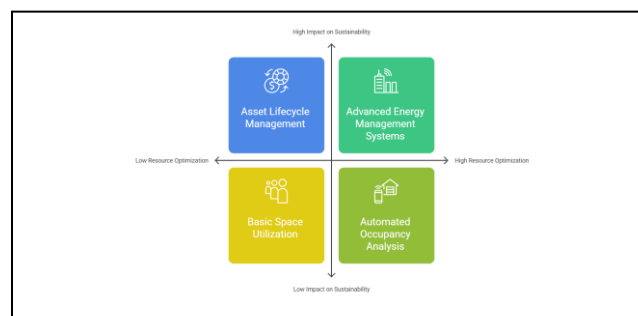 High Impact on Sustainability
Asset Lifecycle
Management
Advanced Energy
Management
Systems
Low Resource Optimization
High Resource Optimization
Basic Space
Utilization
Automated
Occupancy
Analysis
Low Impact on Sustainability